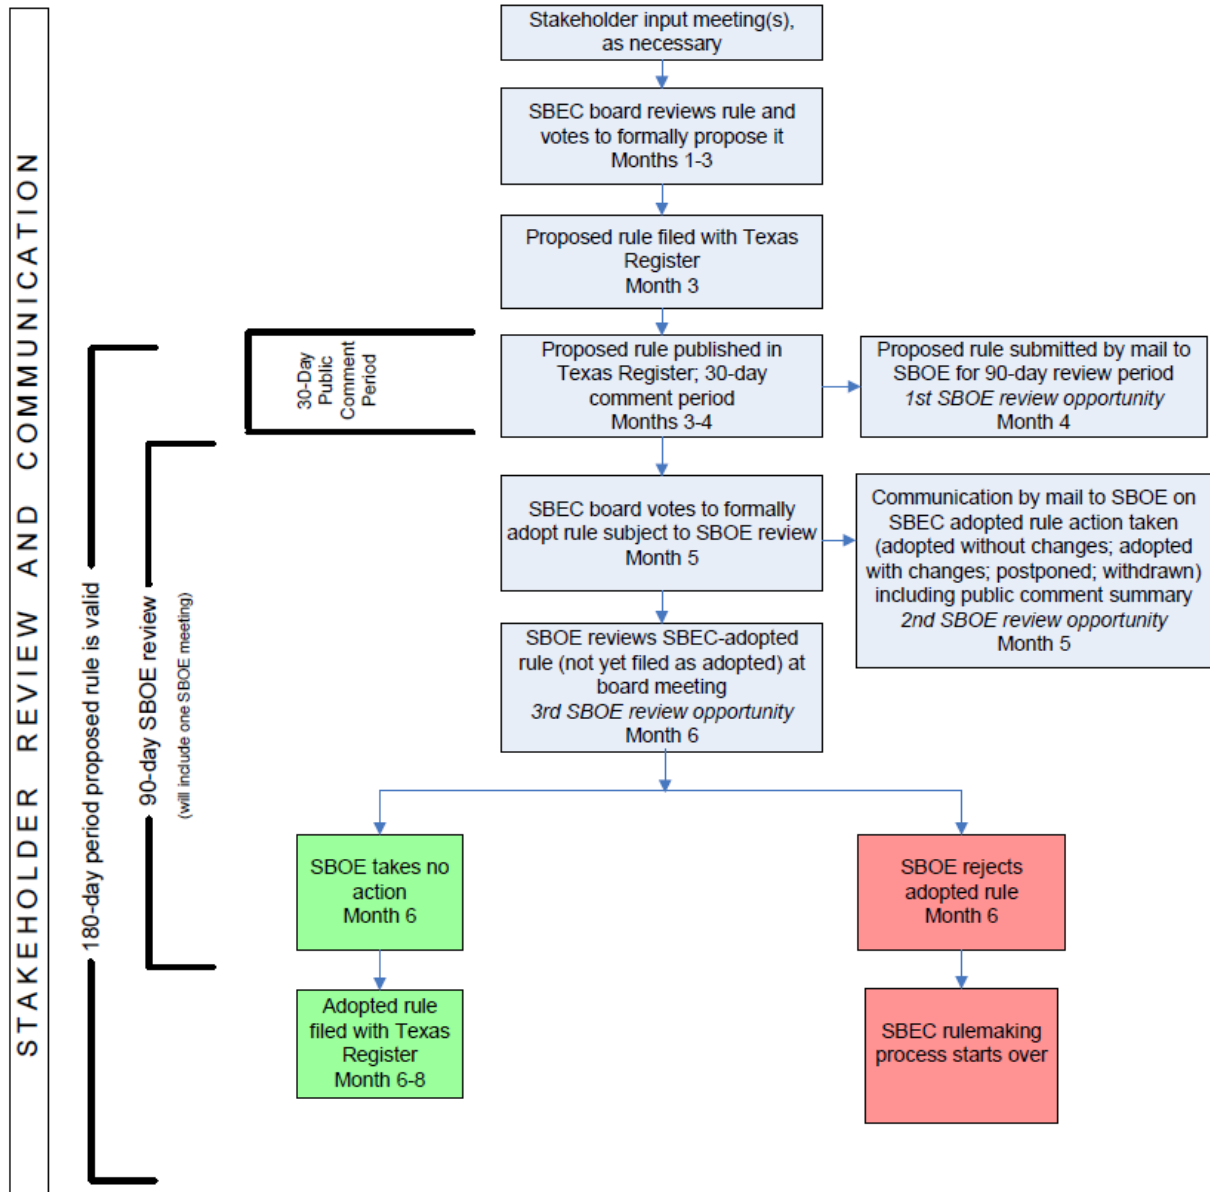 STAKEHOLDER REVIEW AND COMMUNICATION
Stakeholder input meeting(s),
as necessary
SBEC board reviews rule and
votes to formally propose it
Months 1-3
Proposed rule filed with Texas
Register
Month 3
180-day period proposed rule is valid
90-day SBOE review
(will include one SBOE meeting)
30-Day
Public
Comment
Period
Proposed rule published in
Texas Register; 30-day
comment period
Months 3-4
Proposed rule submitted by mail to
SBOE for 90-day review period
1st SBOE review opportunity
Month 4
SBEC board votes to formally
adopt rule subject to SBOE review
Month 5
Communication by mail to SBOE on
SBEC adopted rule action taken
(adopted without changes; adopted
with changes; postponed; withdrawn)
including public comment summary
2nd SBOE review opportunity
Month 5
SBOE reviews SBEC-adopted
rule (not yet filed as adopted) at
board meeting
3rd SBOE review opportunity
Month 6
SBOE takes no
action
Month 6
SBOE rejects
adopted rule
Month 6
Adopted rule
filed with Texas
Register
Month 6-8
SBEC rulemaking
process starts over